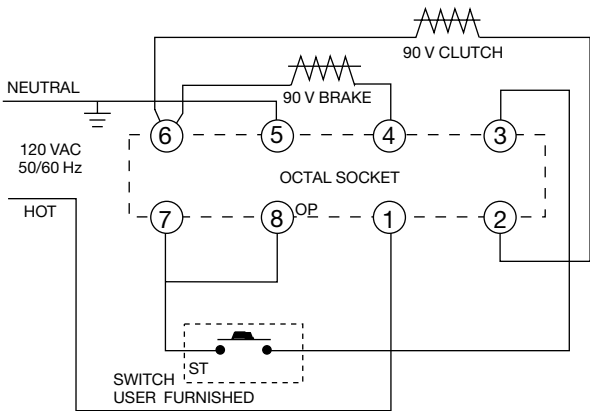 90 V CLUTCH
NEUTRAL
90 V BRAKE
6 5 4 3
120 VAC
50/60 Hz
OCTAL SOCKET
HOT
7 8 OP 1 2
ST
SWITCH
USER FURNISHED